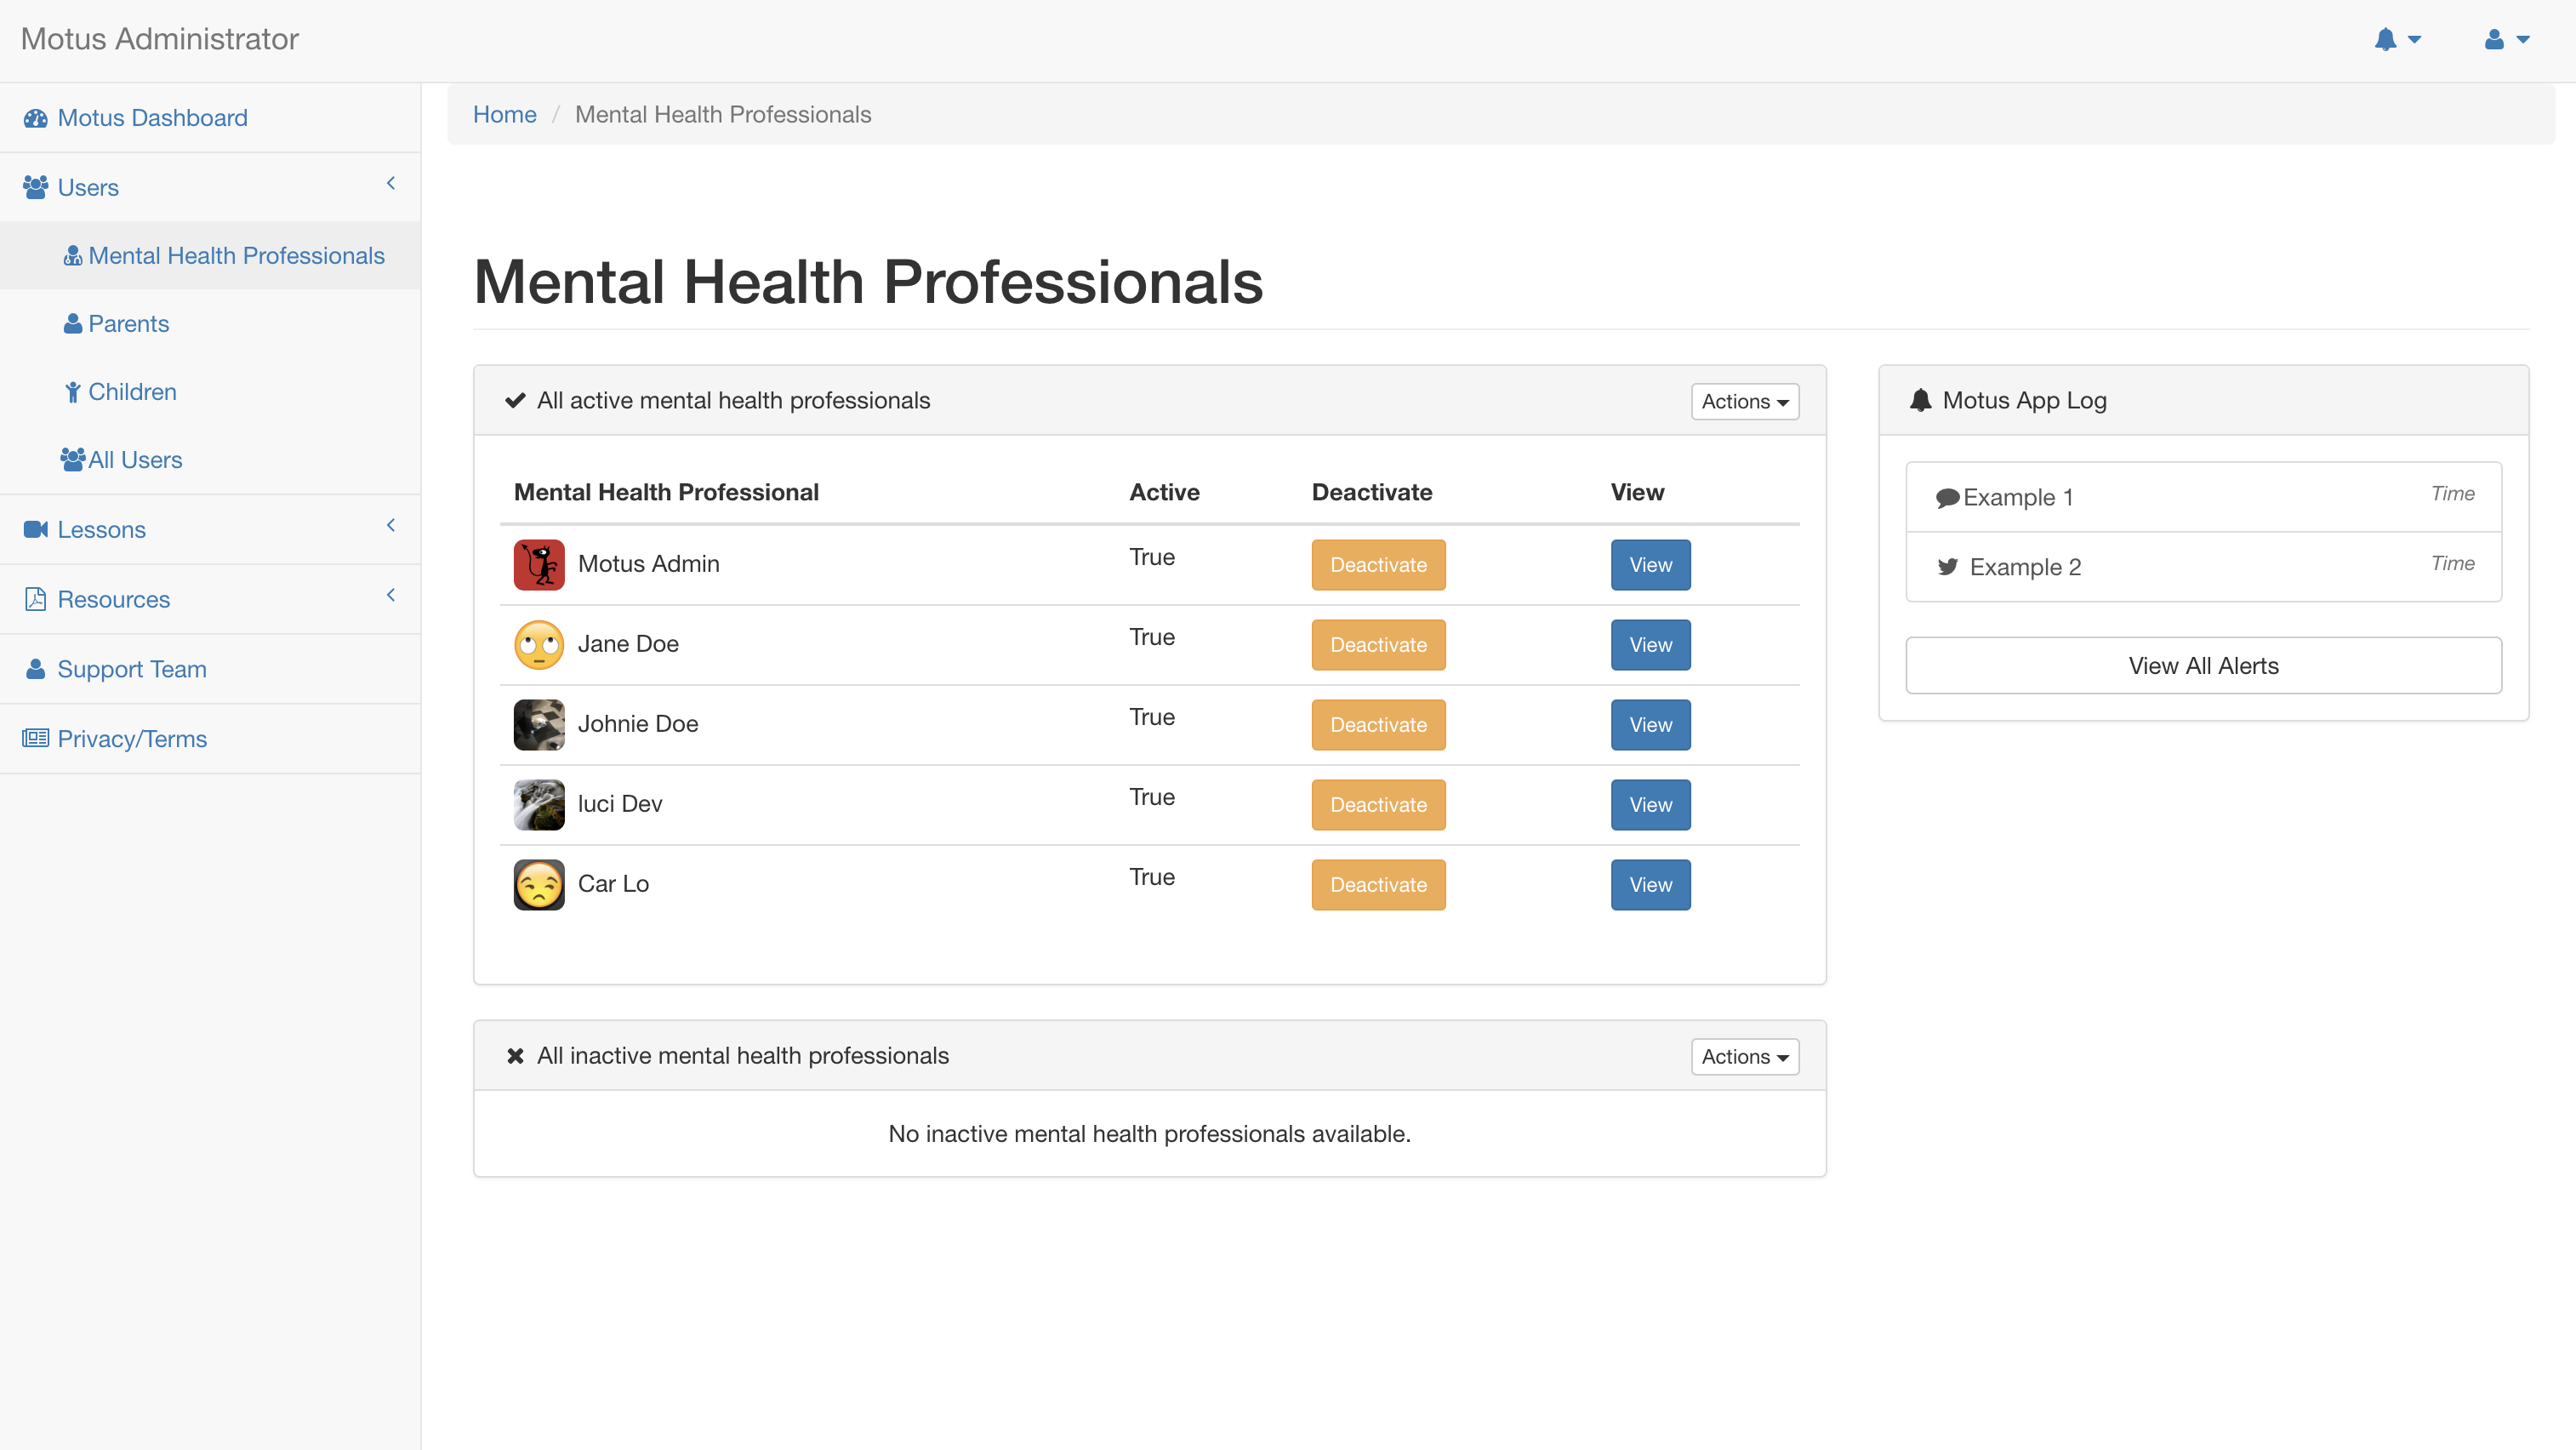 Motus Administrator
Motus Dashboard
Users
Mental Health Professionals
Parents
Children
All Users
Lessons
Resources
Support Team
Privacy/Terms
Home / Mental Health Professionals
Mental Health Professionals
All active mental health professionals Actions
Mental Health Professional Active Deactivate View
Motus Admin True Deactivate View
Jane Doe True Deactivate View
Johnie Doe True Deactivate View
luci Dev True Deactivate View
Car Lo True Deactivate View
All inactive mental health professionals Actions
No inactive mental health professionals available.
Motus App Log
Example 1 Time
Example 2 Time
View All Alerts